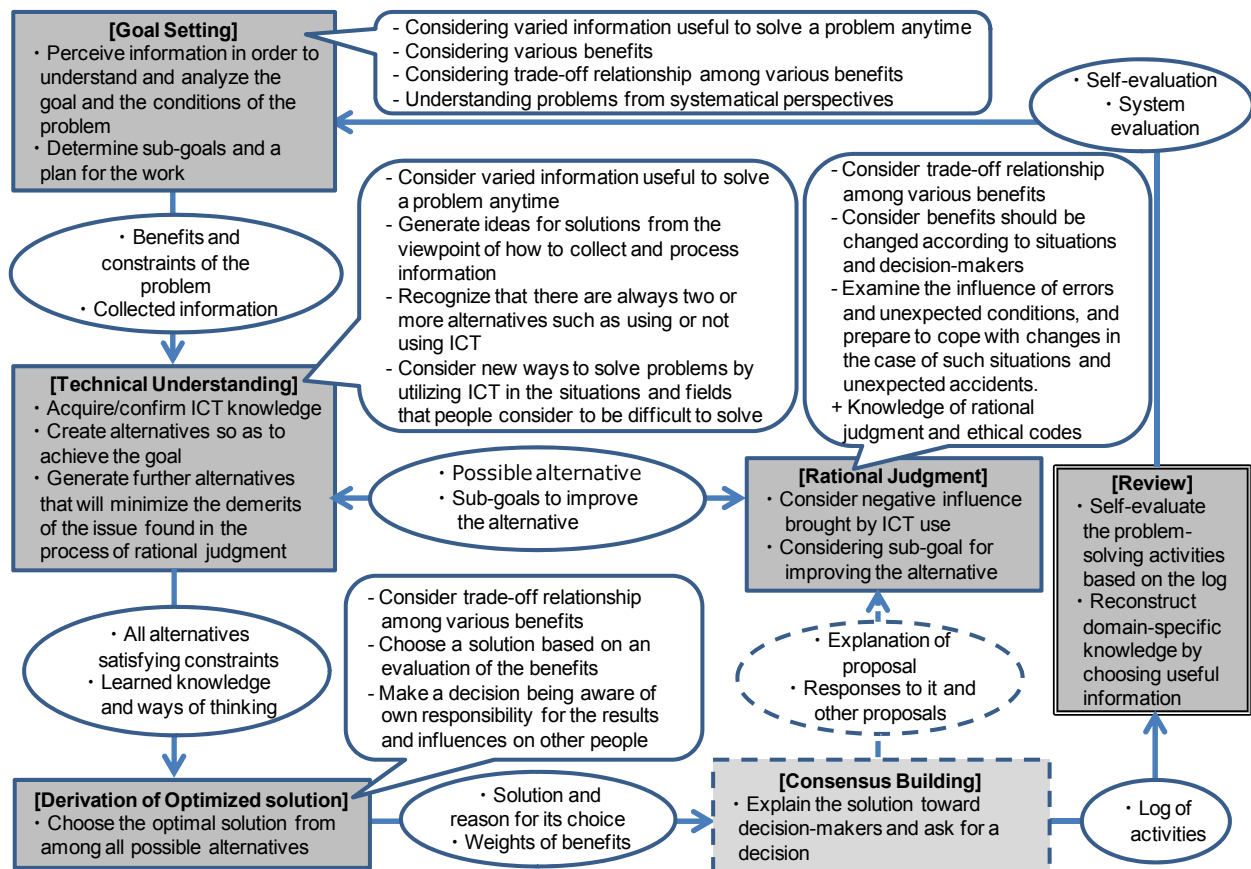 [Goal Setting]
・Perceive information in order to
understand and analyze the
goal and the conditions of the
problem
・Determine sub-goals and a
plan for the work
- Considering varied information useful to solve a problem anytime
- Considering various benefits
- Considering trade-off relationship among various benefits
- Understanding problems from systematical perspectives
・Self-evaluation
・System
evaluation
・Benefits and
constraints of the
problem
・Collected information
- Consider varied information useful to solve
a problem anytime
- Generate ideas for solutions from the
viewpoint of how to collect and process
information
- Recognize that there are always two or
more alternatives such as using or not
using ICT
- Consider new ways to solve problems by
utilizing ICT in the situations and fields
that people consider to be difficult to solve
- Consider trade-off relationship
among various benefits
- Consider benefits should be
changed according to situations
and decision-makers
- Examine the influence of errors
and unexpected conditions, and
prepare to cope with changes in
the case of such situations and
unexpected accidents.
+ Knowledge of rational
judgment and ethical codes
[Technical Understanding]
・Acquire/confirm ICT knowledge
・Create alternatives so as to
achieve the goal
・Generate further alternatives
that will minimize the demerits
of the issue found in the
process of rational judgment
・Possible alternative
・Sub-goals to improve
the alternative
[Rational Judgment]
・Consider negative influence
brought by ICT use
・Considering sub-goal for
improving the alternative
[Review]
・Self-evaluate
the problem-
solving activities
based on the log
・Reconstruct
domain-specific
knowledge by
choosing useful
information
・All alternatives
satisfying constraints
・Learned knowledge
and ways of thinking
- Consider trade-off relationship
among various benefits
- Choose a solution based on an
evaluation of the benefits
- Make a decision being aware of
own responsibility for the results
and influences on other people
・Explanation of
proposal
・Responses to it and
other proposals
[Derivation of Optimized solution]
・Choose the optimal solution from
among all possible alternatives
・Solution and
reason for its choice
・Weights of benefits
[Consensus Building]
・Explain the solution toward
decision-makers and ask for a
decision
・Log of
activities